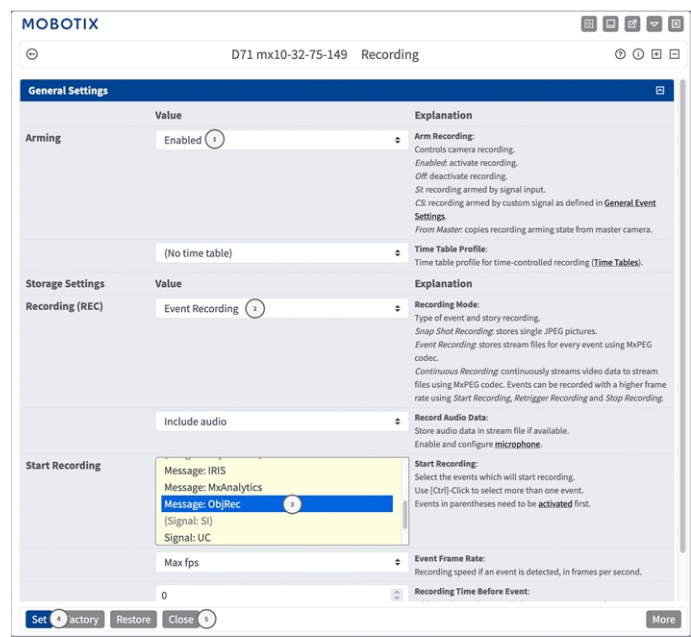 MOBOTIX
D71 mx10-32-75-149 Recording
General Settings
Value Explanation
Arming Enabled 1 Arm Recording:
Controls camera recording.
Enabled: activate recording.
Off: deactivate recording.
SI: recording armed by signal input.
CS: recording armed by custom signal as defined in General Event
Settings.
From Master: copies recording arming state from master camera.
(No time table) Time Table Profile:
Time table profile for time-controlled recording (Time Tables).
Storage Settings Value Explanation
Recording (REC) Event Recording 2 Recording Mode:
Type of event and story recording.
Snap Shot Recording: stores single JPEG pictures.
Event Recording: stores stream files for every event using MxPEG
codec.
Continuous Recording: continuously streams video data to stream
files using MxPEG codec. Events can be recorded with a higher frame
rate using Start Recording, Retrigger Recording and Stop Recording.
Include audio Record Audio Data:
Store audio data in stream file if available.
Enable and configure microphone.
Start Recording Message: IRIS Start Recording:
Message: MxAnalytics Select the events which will start recording.
Message: ObjRec 3 Use [Ctrl]-Click to select more than one event.
(Signal: SI) Events in parentheses need to be activated first.
Signal: UC
Max fps Event Frame Rate:
Recording speed if an event is detected, in frames per second.
0 Recording Time Before Event:
Set 4 actory Restore Close 5 More